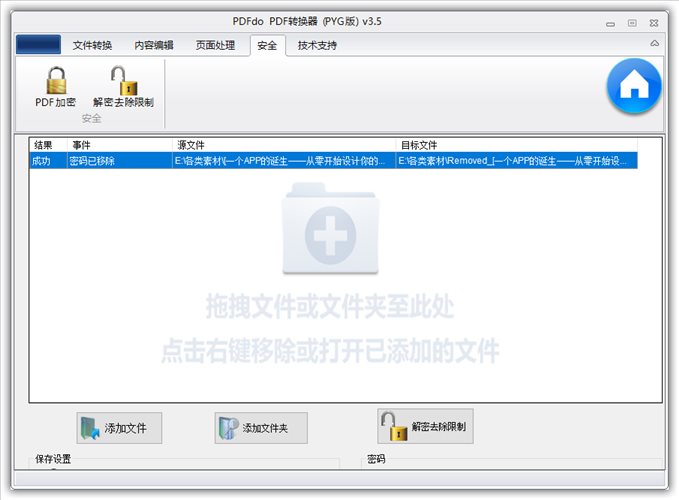 PDFdo PDF转换器 (PYG版) v3.5
文件转换 内容编辑 页面处理 安全 技术支持
PDF加密 解密去除限制
安全
结果 事件 源文件 目标文件
成功 密码已移除 E:\各类素材\[一个APP的诞生——从零开始设计你的... E:\各类素材\Removed_[一个APP的诞生——从零开始设...
拖拽文件或文件夹至此处
点击右键移除或打开已添加的文件
添加文件 添加文件夹 解密去除限制
保存设置 密码